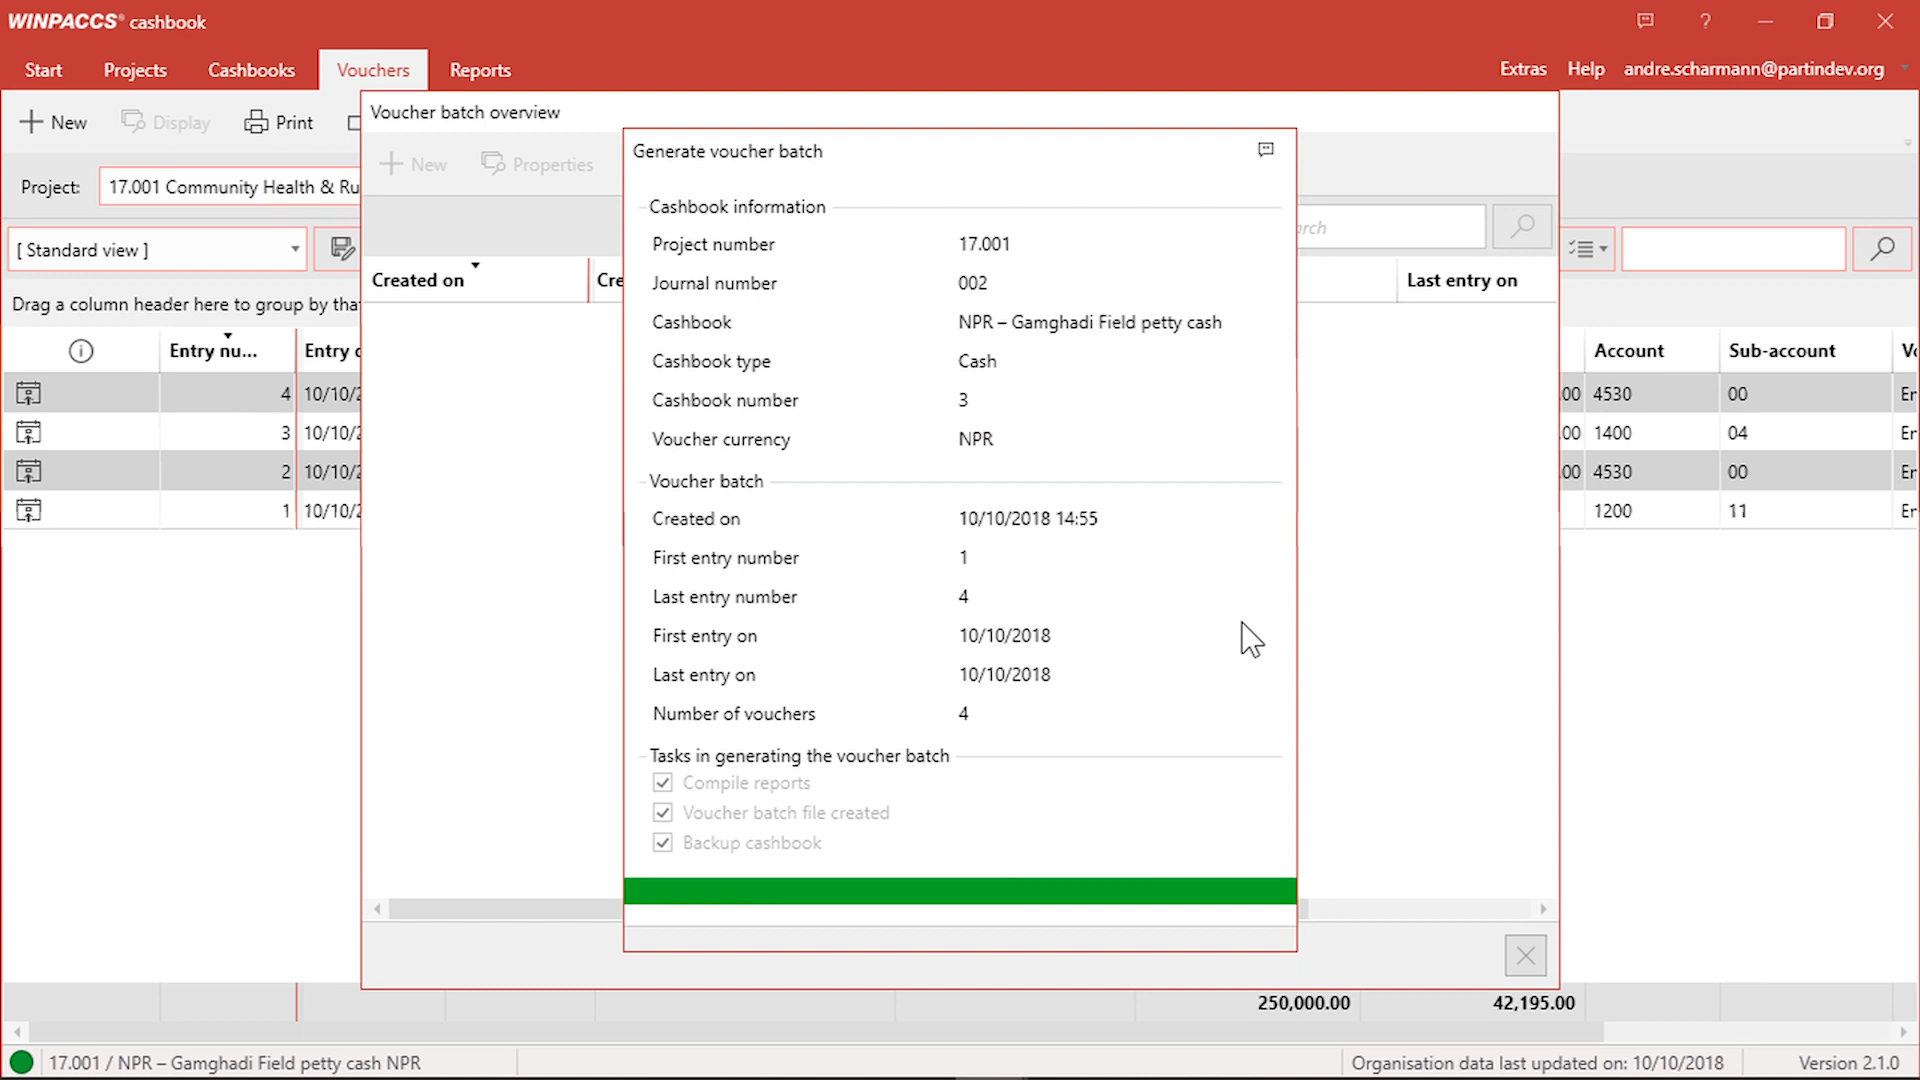 WINPACCS® cashbook
?
Start Projects Cashbooks Vouchers Reports
Extras Help andre.scharmann@partindev.org
New Display Print
Voucher batch overview
New Properties
Generate voucher batch
Project: 17.001 Community Health & Ru
[ Standard view ]
Drag a column header here to group by that
Created on Last entry on
Entry nu... Account Sub-account
4 10/10/2 00 4530 00
3 10/10/2 00 1400 04
2 10/10/2 00 4530 00
1 10/10/2 1200 11
Cashbook information
Project number 17.001
Journal number 002
Cashbook NPR – Gamghadi Field petty cash
Cashbook type Cash
Cashbook number 3
Voucher currency NPR
Voucher batch
Created on 10/10/2018 14:55
First entry number 1
Last entry number 4
First entry on 10/10/2018
Last entry on 10/10/2018
Number of vouchers 4
Tasks in generating the voucher batch
Compile reports
Voucher batch file created
Backup cashbook
250,000.00 42,195.00
17.001 / NPR – Gamghadi Field petty cash NPR
Organisation data last updated on: 10/10/2018 Version 2.1.0